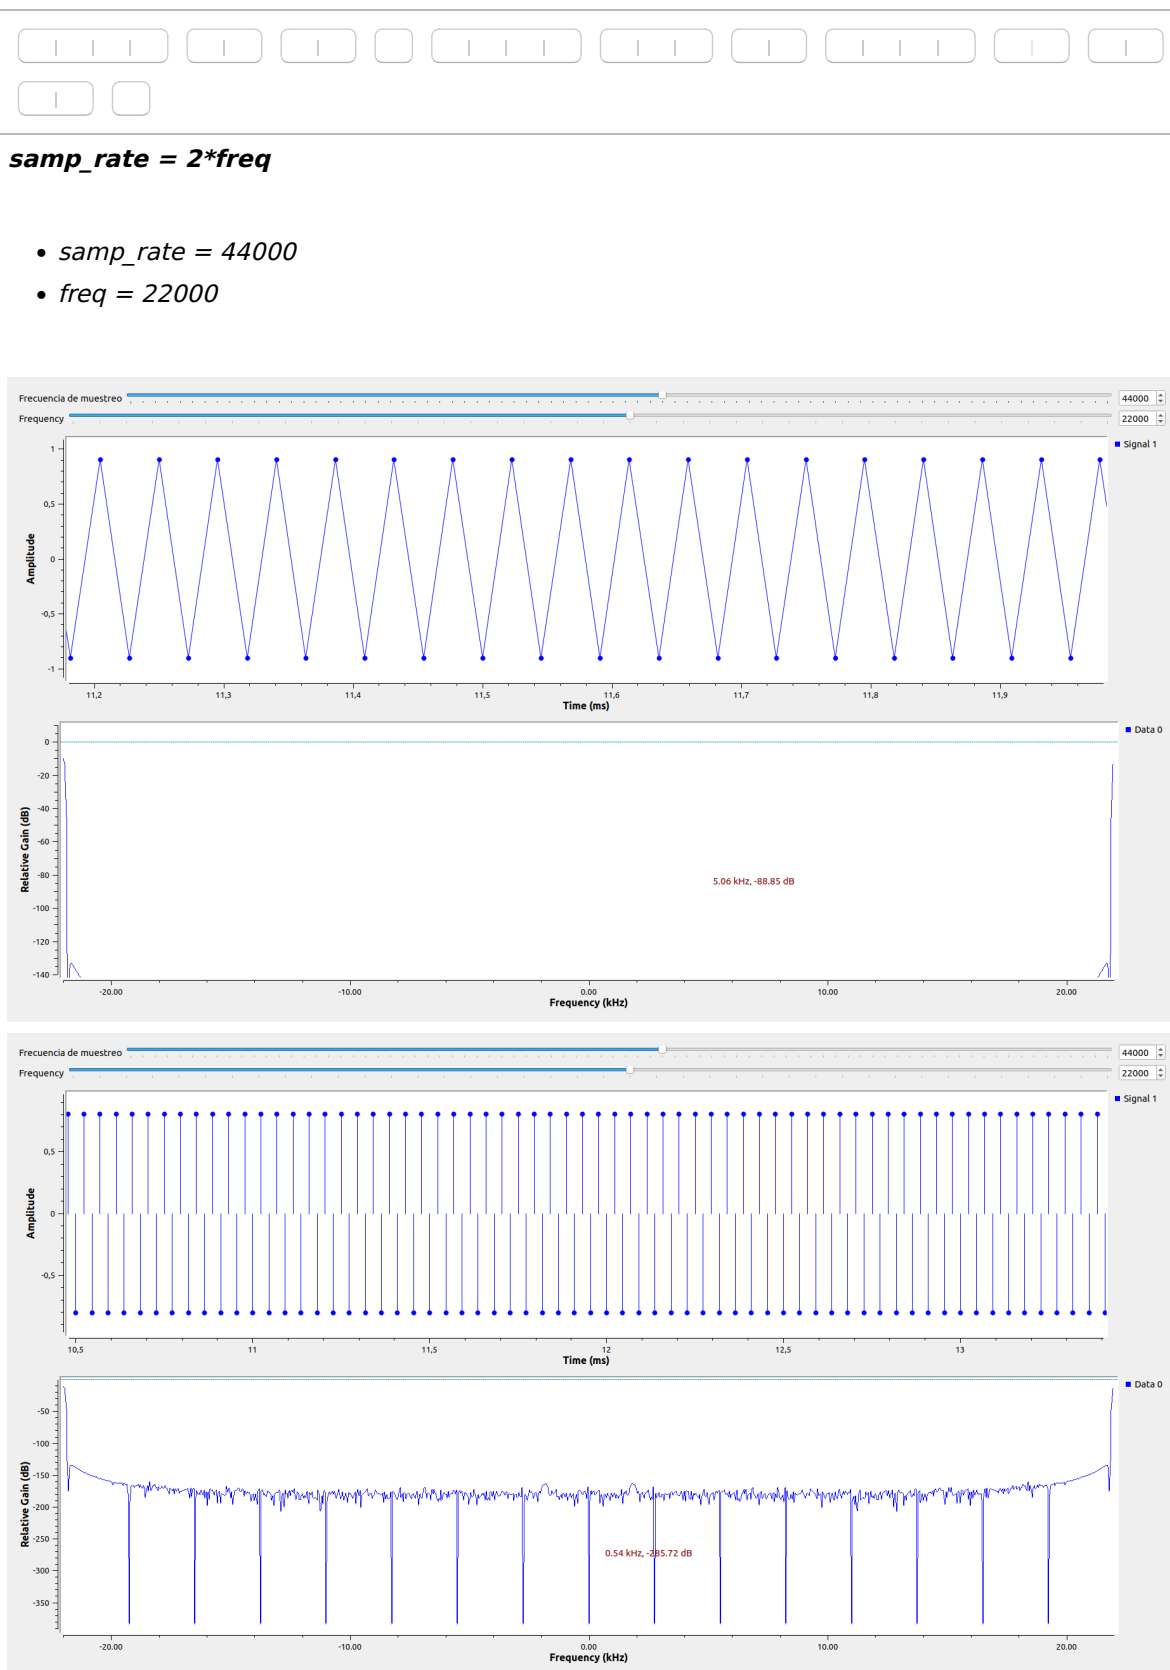 samp_rate = 2*freq
samp_rate = 44000
freq = 22000
Frecuencia de muestreo 44000
Frequency 22000
Signal 1
1
0,5
0
-0,5
-1
Amplitude
11,2 11,3 11,4 11,5 11,6 11,7 11,8 11,9
Time (ms)
Data 0
0
-20
-40
-60
-80
-100
-120
-140
Relative Gain (dB)
5.06 kHz, -88.85 dB
-20.00 -10.00 0.00 10.00 20.00
Frequency (kHz)
Frecuencia de muestreo 44000
Frequency 22000
Signal 1
0,5
0
-0,5
Amplitude
10,5 11 11,5 12 12,5 13
Time (ms)
Data 0
-50
-100
-150
-200
-250
-300
-350
Relative Gain (dB)
0.54 kHz, -285.72 dB
-20.00 -10.00 0.00 10.00 20.00
Frequency (kHz)